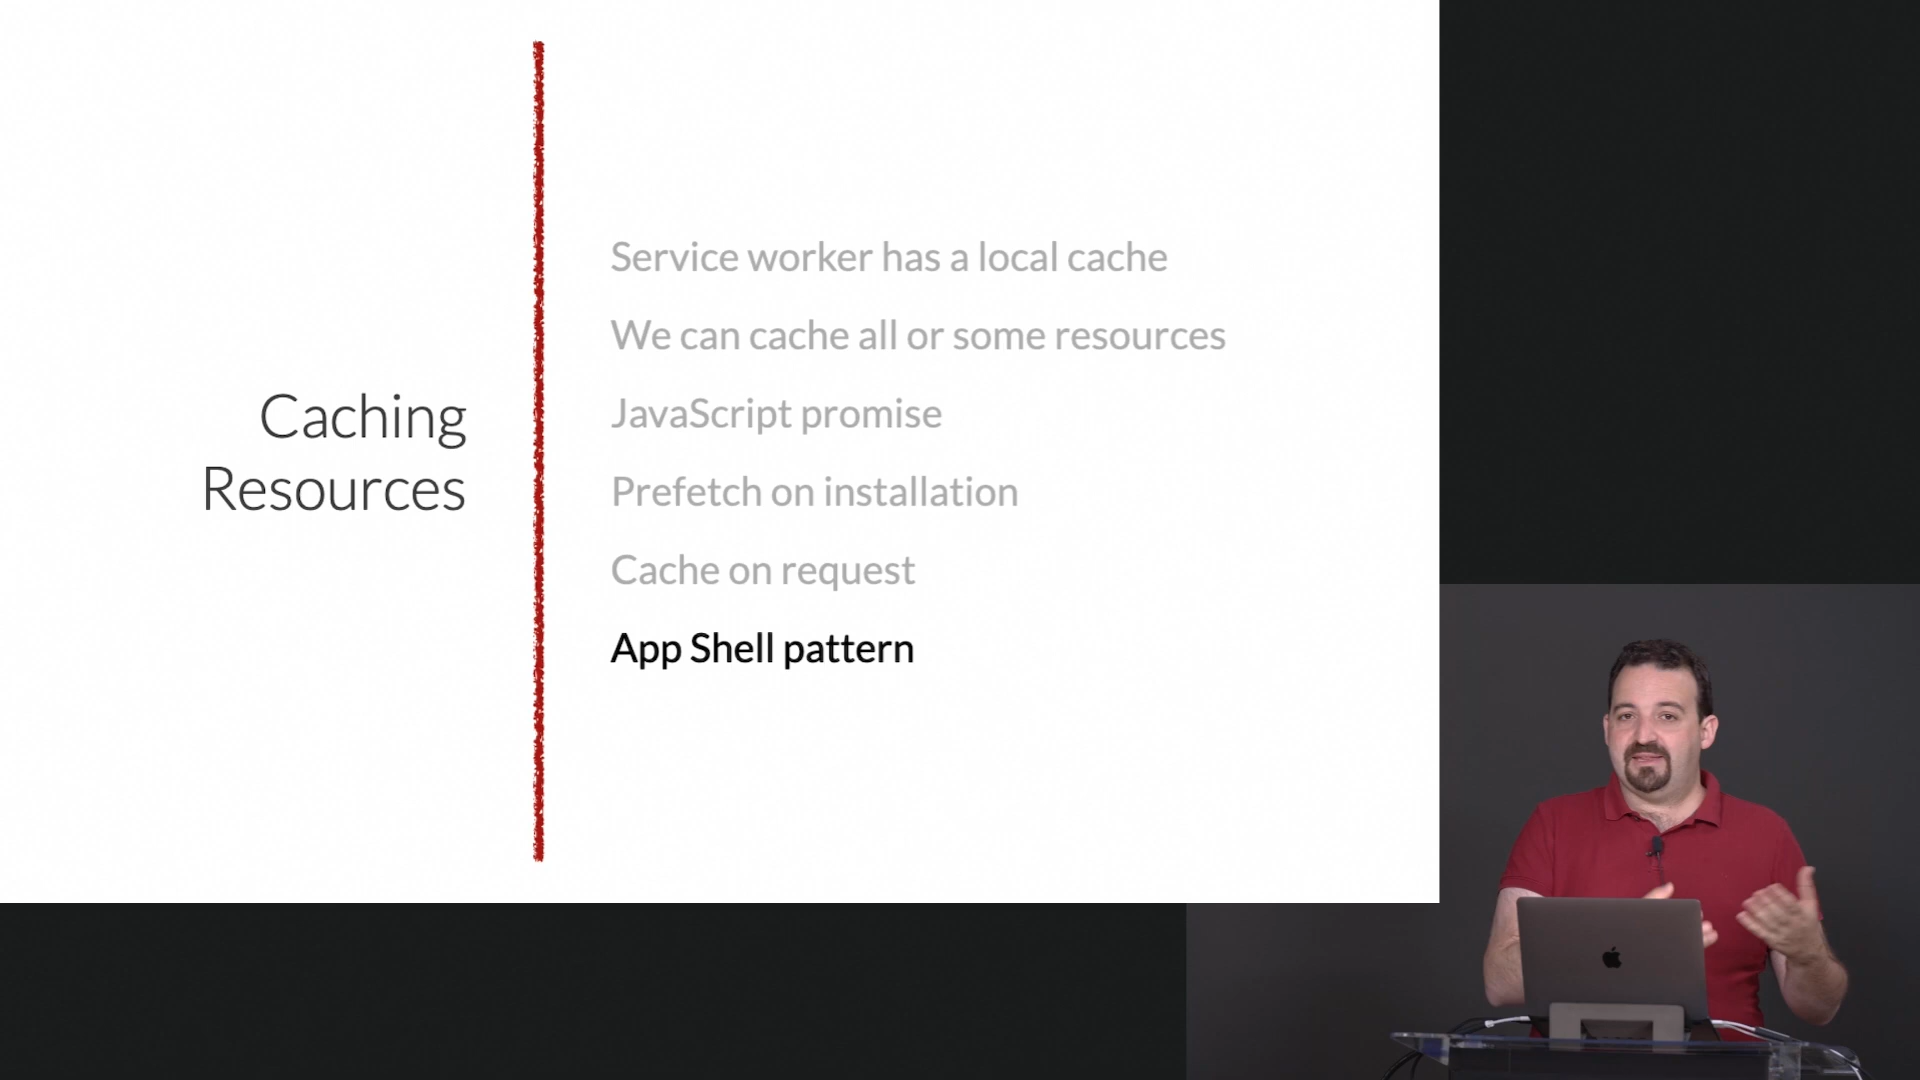 Caching
Resources
Service worker has a local cache
We can cache all or some resources
JavaScript promise
Prefetch on installation
Cache on request
App Shell pattern